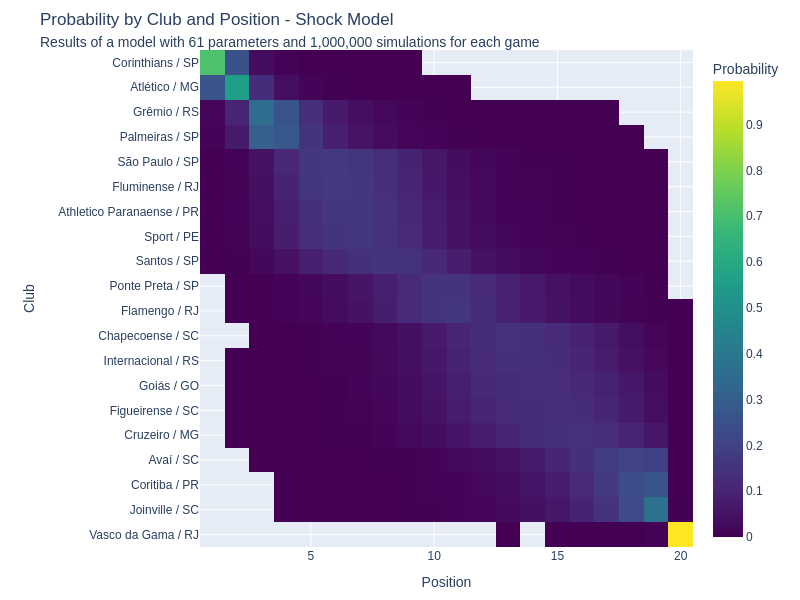 Probability by Club and Position - Shock Model
Results of a model with 61 parameters and 1,000,000 simulations for each game
Probability
Corinthians / SP
Atlético / MG
Grêmio / RS
Palmeiras / SP
São Paulo / SP
Fluminense / RJ
Athletico Paranaense / PR
Sport / PE
Santos / SP
Ponte Preta / SP
Flamengo / RJ
Chapecoense / SC
Internacional / RS
Goiás / GO
Figueirense / SC
Cruzeiro / MG
Avaí / SC
Coritiba / PR
Joinville / SC
Vasco da Gama / RJ
Club
5
10
15
20
Position
0.9
0.8
0.7
0.6
0.5
0.4
0.3
0.2
0.1
0